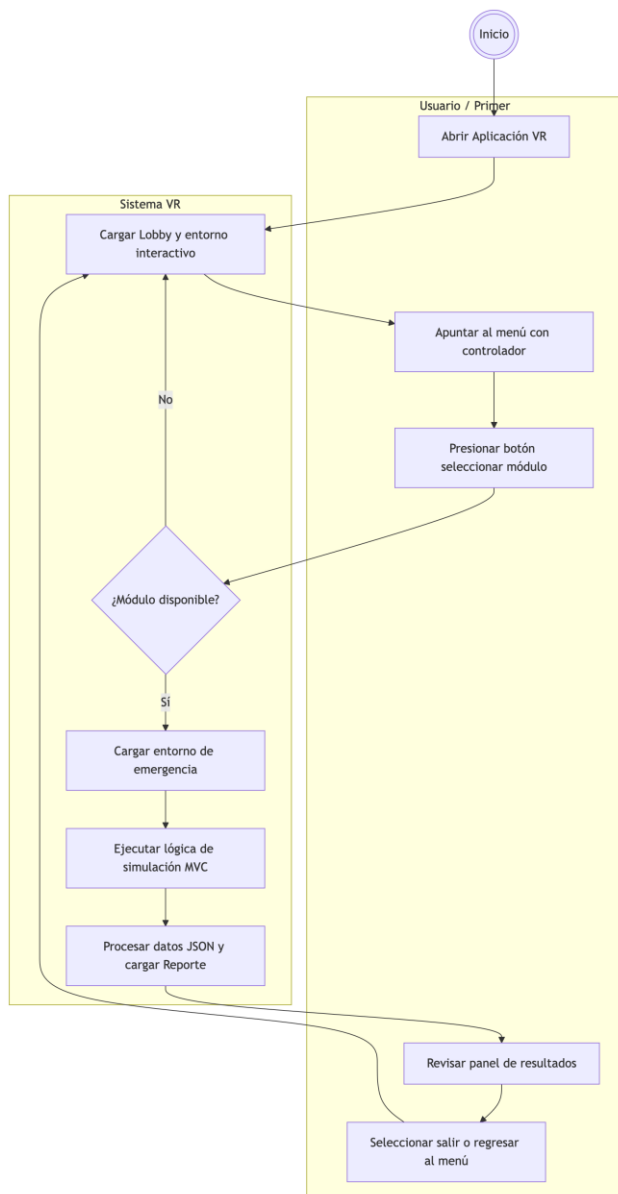 Inicio
Usuario / Primer
Abrir Aplicación VR
Sistema VR
Cargar Lobby y entorno
interactivo
Apuntar al menú con
controlador
No
Presionar botón
seleccionar módulo
¿Módulo disponible?
Sí
Cargar entorno de
emergencia
Ejecutar lógica de
simulación MVC
Procesar datos JSON y
cargar Reporte
Revisar panel de resultados
Seleccionar salir o regresar
al menú